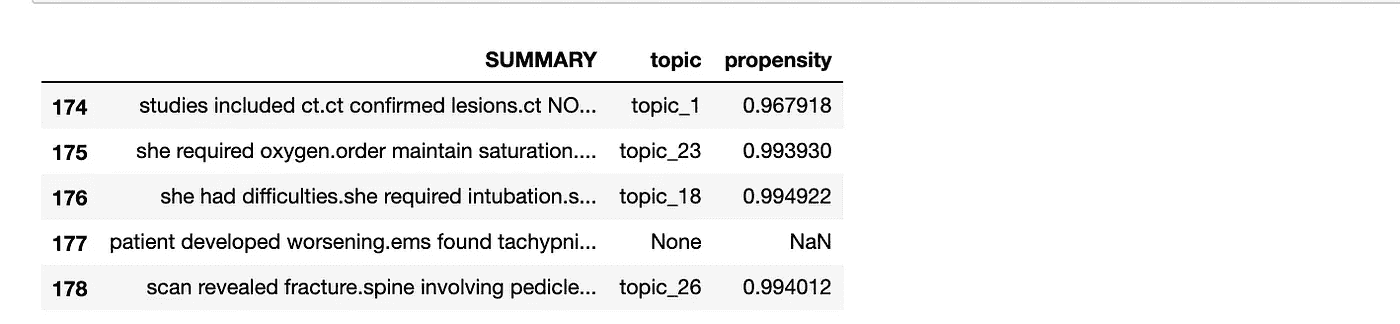 SUMMARY topic propensity
174 studies included ct.ct confirmed lesions.ct NO... topic_1 0.967918
175 she required oxygen.order maintain saturation.... topic_23 0.993930
176 she had difficulties.she required intubation.s... topic_18 0.994922
177 patient developed worsening.ems found tachypni... None NaN
178 scan revealed fracture.spine involving pedicle... topic_26 0.994012